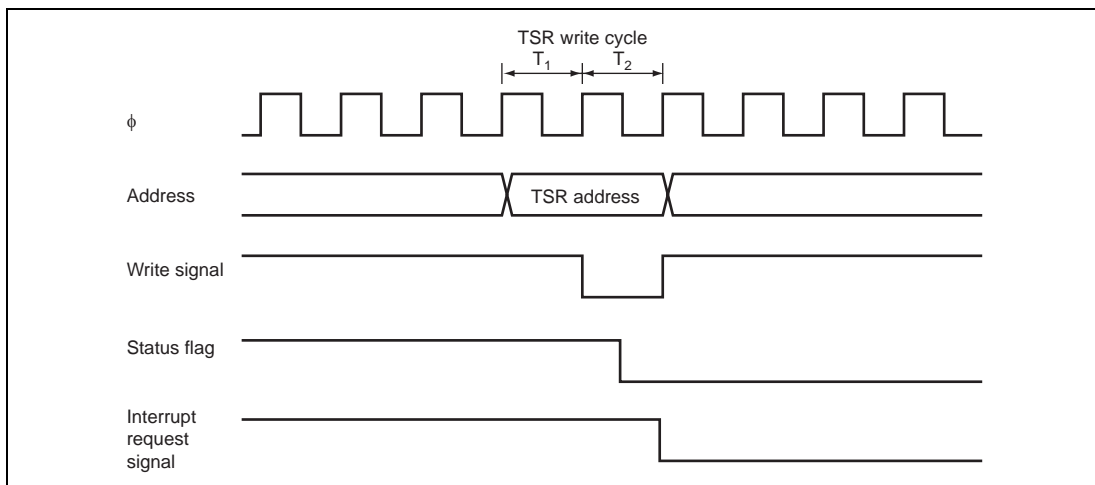 TSR write cycle
T1 T2
ϕ
Address
TSR address
Write signal
Status flag
Interrupt
request
signal